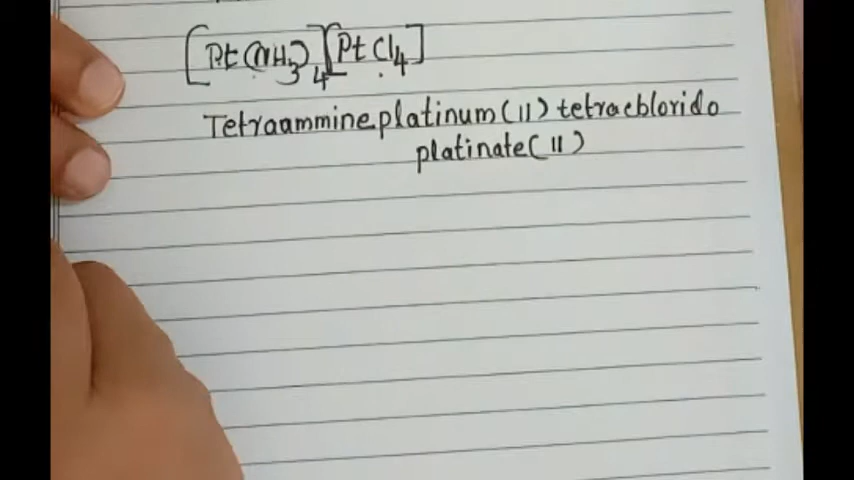 [Pt(NH3)4][PtCl4]
Tetraammineplatinum(II) tetrachlorido
platinate(II)